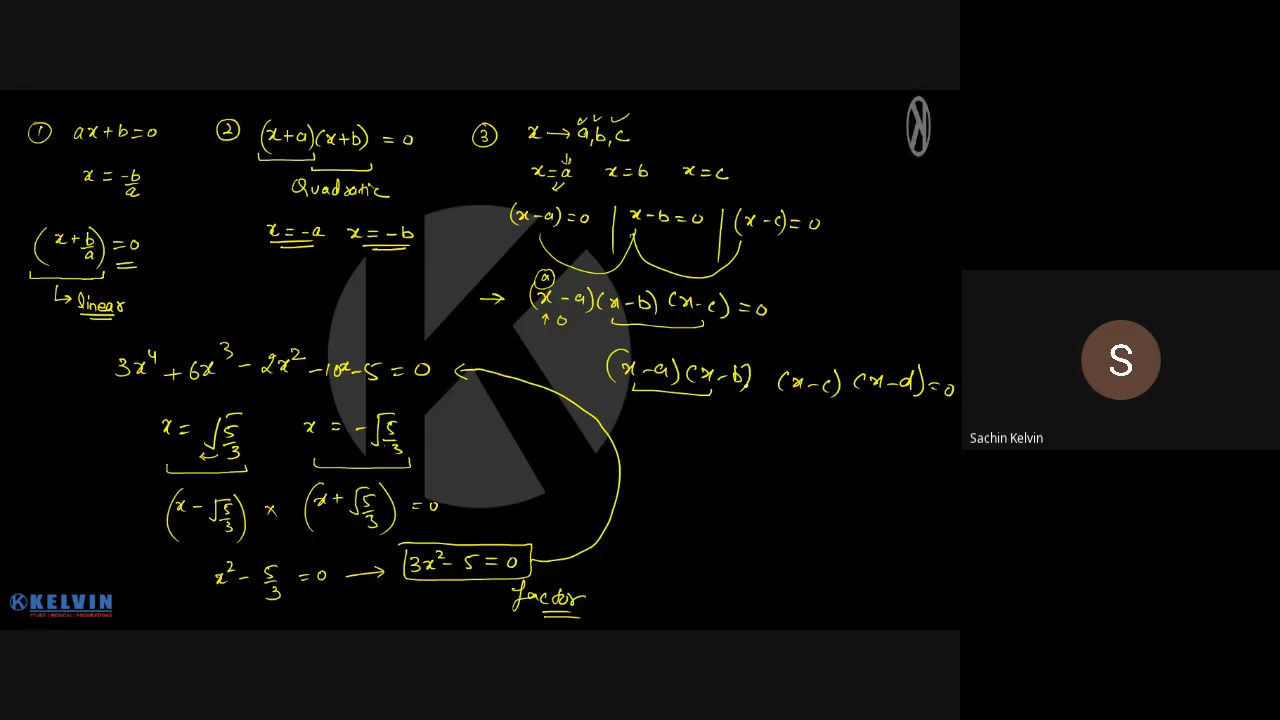 ① ax+b=0
x = -b/a
(x + b/a) = 0
↳ linear
② (x+a)(x+b) = 0
Quadratic
x = -a x = -b
③ x → a, b, c
x = a x = b x = c
(x-a) = 0 | x-b = 0 | (x-c) = 0
a
→ (x-a)(x-b)(x-c) = 0
↑ 0
(x-a)(x-b) (x-c)(x-d) = 0
3x⁴ + 6x³ - 2x² - 10x - 5 = 0
x = √5/3 x = -√5/3
(x - √5/3) × (x + √5/3) = 0
x² - 5/3 = 0 → 3x² - 5 = 0
factor
KELVIN
S
Sachin Kelvin